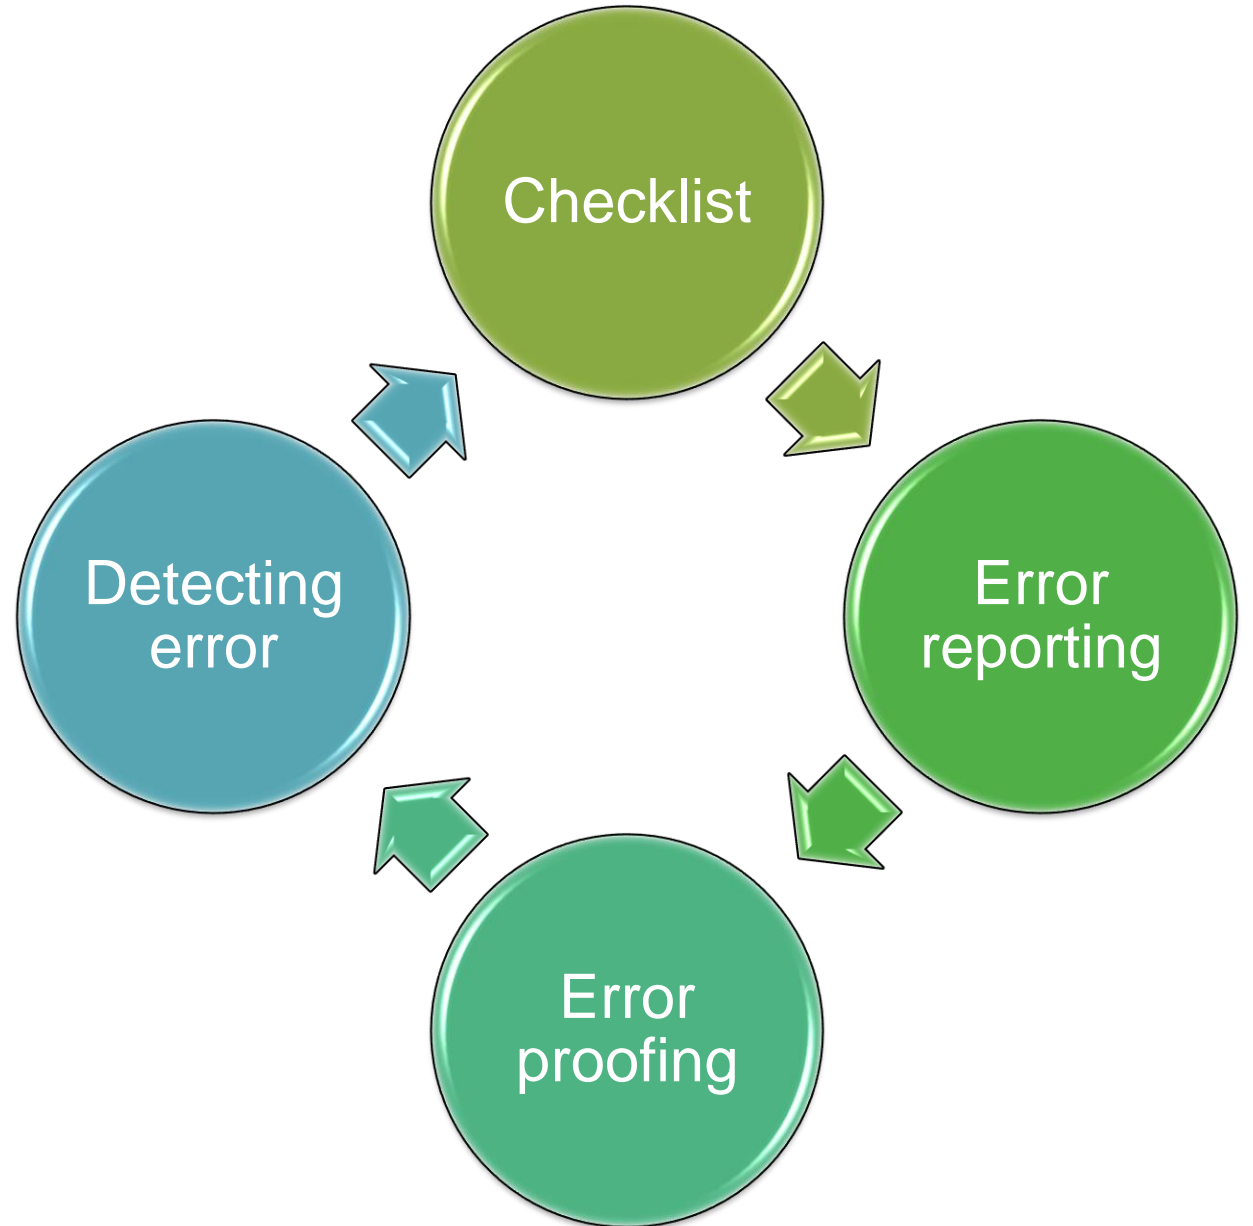 Checklist
Error
reporting
Error
proofing
Detecting
error